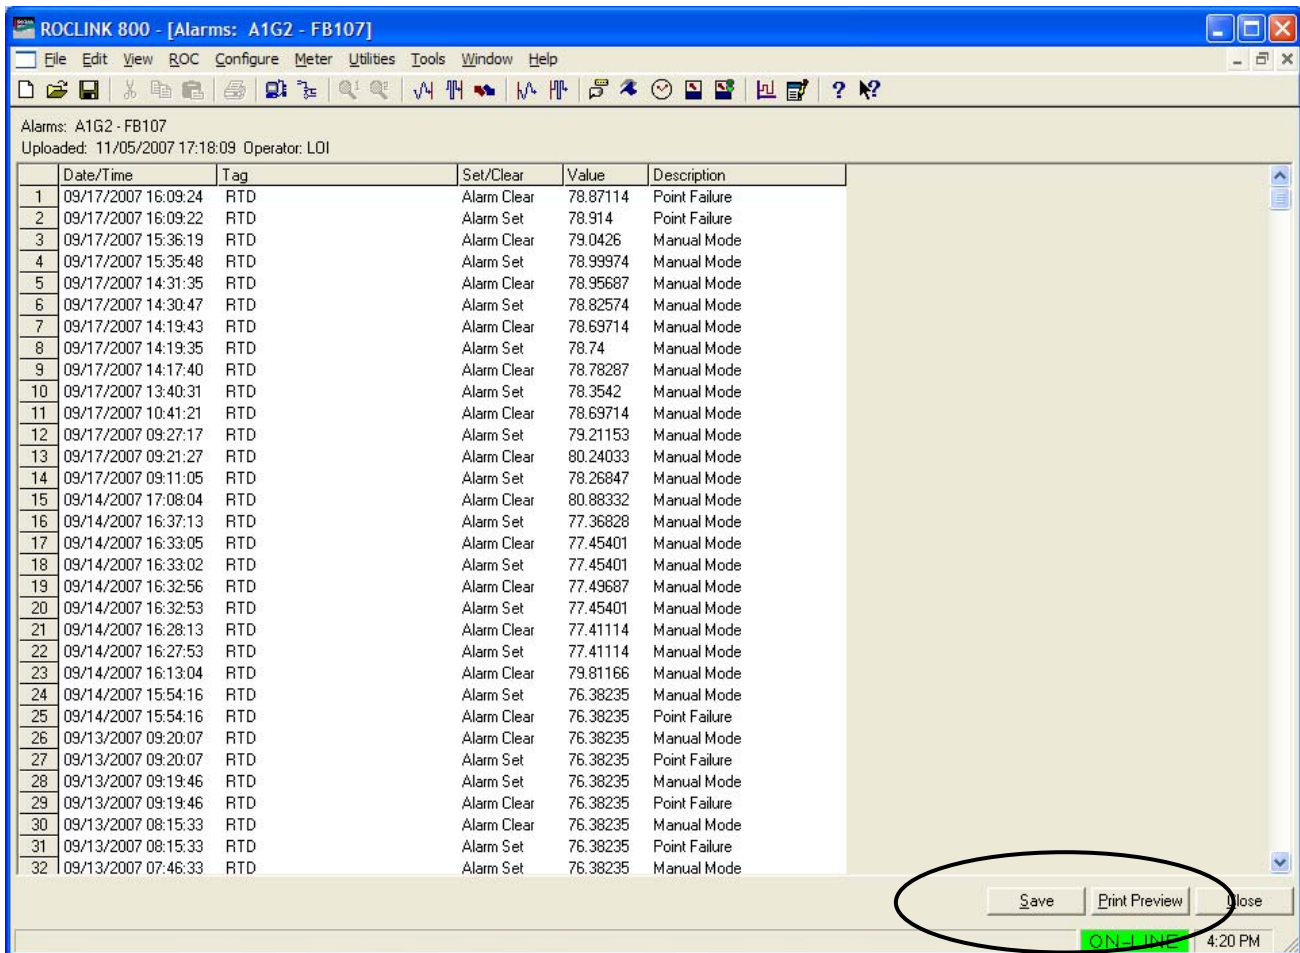 ROCLINK 800 - [Alarms: A1G2 - FB107]
File Edit View ROC Configure Meter Utilities Tools Window Help
Alarms: A1G2 - FB107
Uploaded: 11/05/2007 17:18:09 Operator: LOI
Date/Time Tag Set/Clear Value Description
1 09/17/2007 16:09:24 RTD Alarm Clear 78.87114 Point Failure
2 09/17/2007 16:09:22 RTD Alarm Set 78.914 Point Failure
3 09/17/2007 15:36:19 RTD Alarm Clear 79.0426 Manual Mode
4 09/17/2007 15:35:48 RTD Alarm Set 78.99974 Manual Mode
5 09/17/2007 14:31:35 RTD Alarm Clear 78.95687 Manual Mode
6 09/17/2007 14:30:47 RTD Alarm Set 78.82574 Manual Mode
7 09/17/2007 14:19:43 RTD Alarm Clear 78.69714 Manual Mode
8 09/17/2007 14:19:35 RTD Alarm Set 78.74 Manual Mode
9 09/17/2007 14:17:40 RTD Alarm Clear 78.78287 Manual Mode
10 09/17/2007 13:40:31 RTD Alarm Set 78.3542 Manual Mode
11 09/17/2007 10:41:21 RTD Alarm Clear 78.69714 Manual Mode
12 09/17/2007 09:27:17 RTD Alarm Set 79.21153 Manual Mode
13 09/17/2007 09:21:27 RTD Alarm Clear 80.24033 Manual Mode
14 09/17/2007 09:11:05 RTD Alarm Set 78.26847 Manual Mode
15 09/14/2007 17:08:04 RTD Alarm Clear 80.88332 Manual Mode
16 09/14/2007 16:37:13 RTD Alarm Set 77.36828 Manual Mode
17 09/14/2007 16:33:05 RTD Alarm Clear 77.45401 Manual Mode
18 09/14/2007 16:33:02 RTD Alarm Set 77.45401 Manual Mode
19 09/14/2007 16:32:56 RTD Alarm Clear 77.49687 Manual Mode
20 09/14/2007 16:32:53 RTD Alarm Set 77.45401 Manual Mode
21 09/14/2007 16:28:13 RTD Alarm Clear 77.41114 Manual Mode
22 09/14/2007 16:27:53 RTD Alarm Set 77.41114 Manual Mode
23 09/14/2007 16:13:04 RTD Alarm Clear 79.81166 Manual Mode
24 09/14/2007 15:54:16 RTD Alarm Set 76.38235 Manual Mode
25 09/14/2007 15:54:16 RTD Alarm Clear 76.38235 Point Failure
26 09/13/2007 09:20:07 RTD Alarm Clear 76.38235 Manual Mode
27 09/13/2007 09:20:07 RTD Alarm Set 76.38235 Point Failure
28 09/13/2007 09:19:46 RTD Alarm Set 76.38235 Manual Mode
29 09/13/2007 09:19:46 RTD Alarm Clear 76.38235 Point Failure
30 09/13/2007 08:15:33 RTD Alarm Clear 76.38235 Manual Mode
31 09/13/2007 08:15:33 RTD Alarm Set 76.38235 Point Failure
32 09/13/2007 07:46:33 RTD Alarm Set 76.38235 Manual Mode
Save Print Preview Close
ON-LINE 4:20 PM